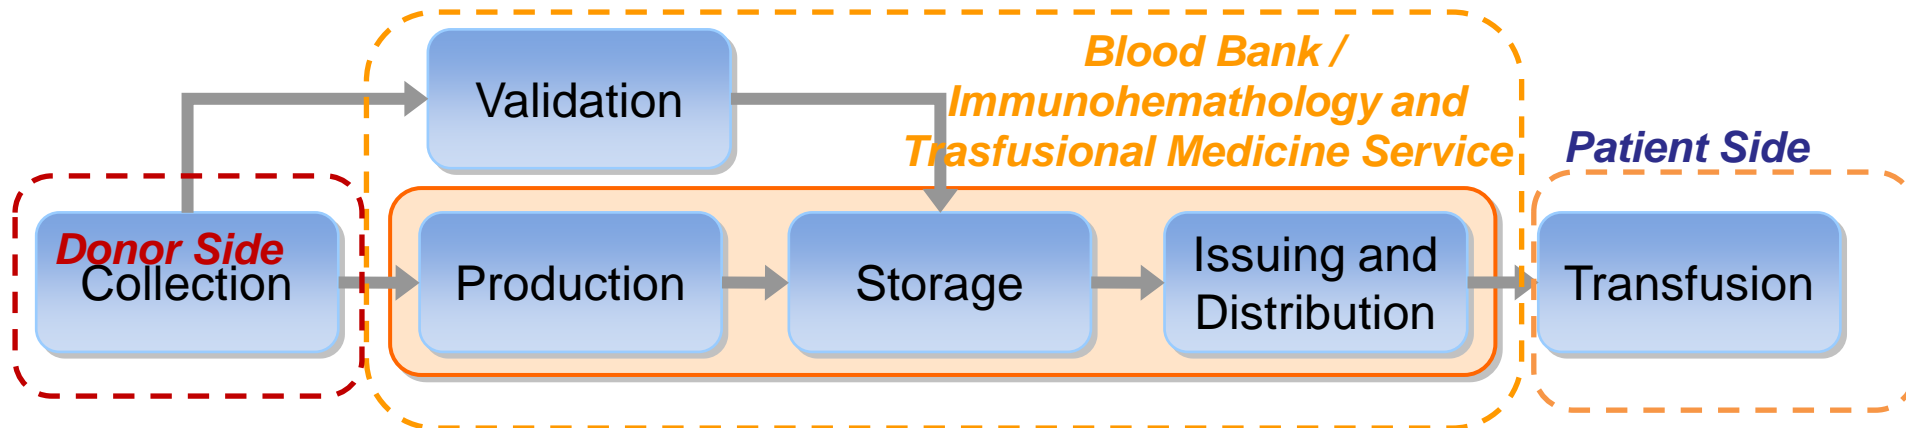 Blood Bank /
Immunohemathology and
Trasfusional Medicine Service
Validation
Patient Side
Donor Side
Collection
Production
Storage
Issuing and
Distribution
Transfusion